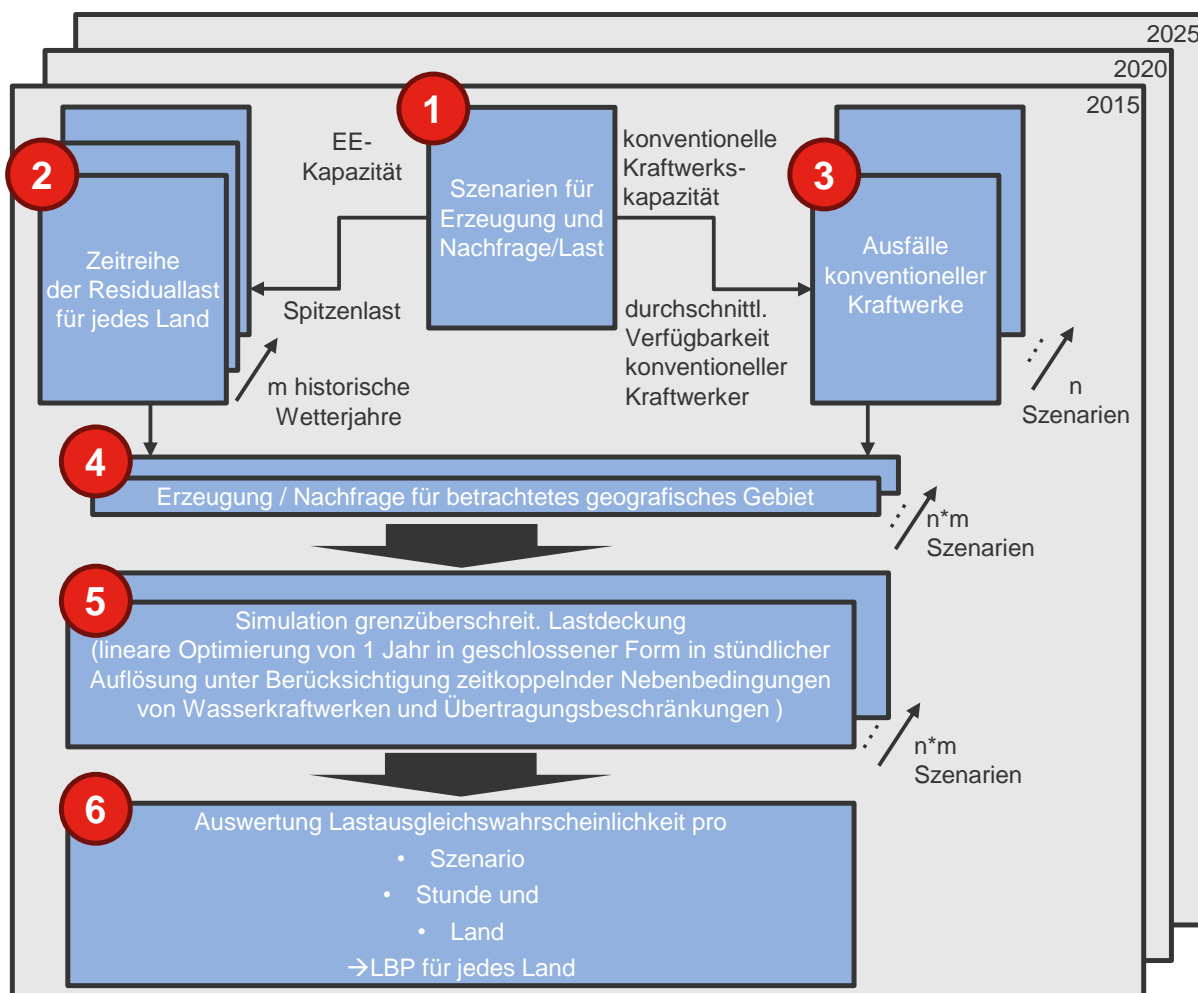 2025
2020
2015
1
Szenarien für
Erzeugung und
Nachfrage/Last
EE-
Kapazität
Spitzenlast
konventionelle
Kraftwerks-
kapazität
durchschnittl.
Verfügbarkeit
konventioneller
Kraftwerker
2
Zeitreihe
der Residuallast
für jedes Land
m historische
Wetterjahre
3
Ausfälle
konventioneller
Kraftwerke
n
Szenarien
4
Erzeugung / Nachfrage für betrachtetes geografisches Gebiet
n*m
Szenarien
5
Simulation grenzüberschreit. Lastdeckung
(lineare Optimierung von 1 Jahr in geschlossener Form in stündlicher
Auflösung unter Berücksichtigung zeitkoppelnder Nebenbedingungen
von Wasserkraftwerken und Übertragungsbeschränkungen )
n*m
Szenarien
6
Auswertung Lastausgleichswahrscheinlichkeit pro
• Szenario
• Stunde und
• Land
→LBP für jedes Land